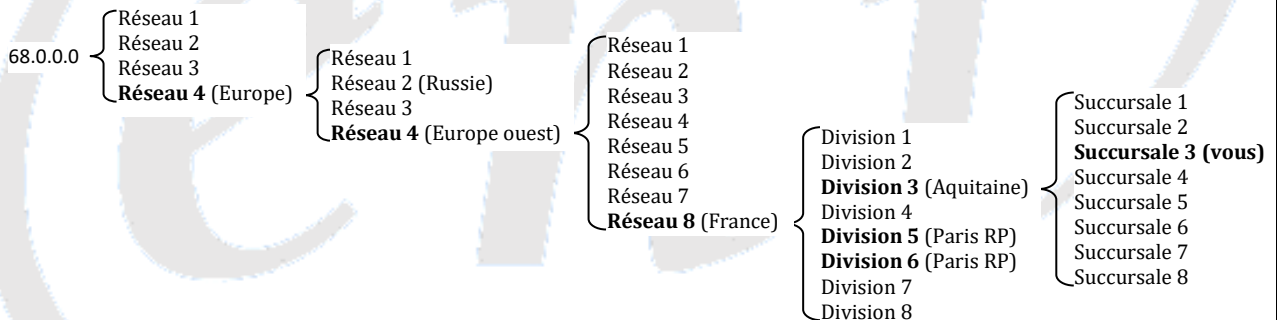 68.0.0.0
Réseau 1
Réseau 2
Réseau 3
Réseau 4 (Europe)
Réseau 1
Réseau 2 (Russie)
Réseau 3
Réseau 4 (Europe ouest)
Réseau 1
Réseau 2
Réseau 3
Réseau 4
Réseau 5
Réseau 6
Réseau 7
Réseau 8 (France)
Division 1
Division 2
Division 3 (Aquitaine)
Division 4
Division 5 (Paris RP)
Division 6 (Paris RP)
Division 7
Division 8
Succursale 1
Succursale 2
Succursale 3 (vous)
Succursale 4
Succursale 5
Succursale 6
Succursale 7
Succursale 8